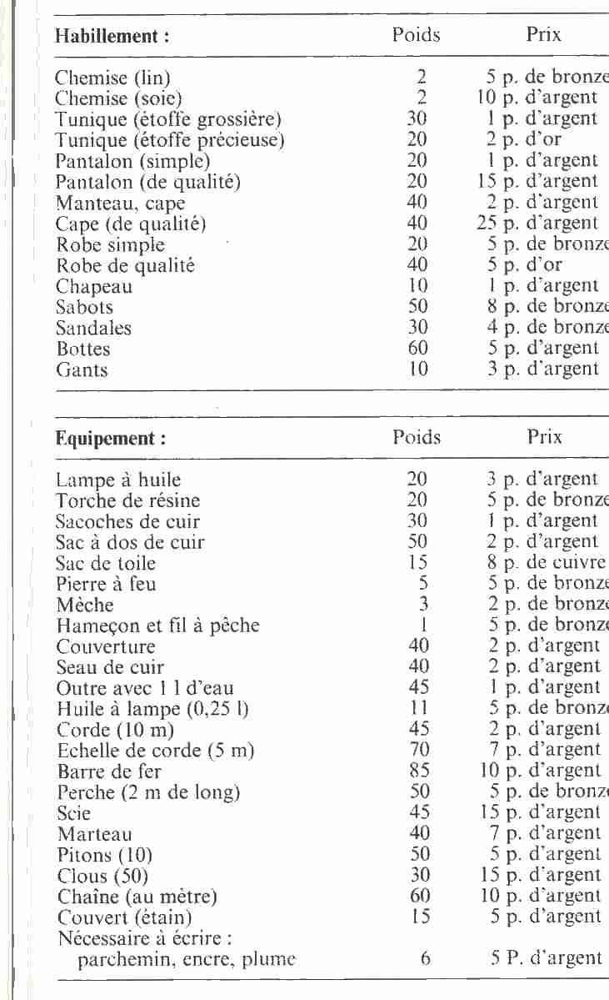 Habillement : Poids Prix
Chemise (lin) 2 5 p. de bronze
Chemise (soie) 2 10 p. d'argent
Tunique (étoffe grossière) 30 1 p. d'argent
Tunique (étoffe précieuse) 20 2 p. d'or
Pantalon (simple) 20 1 p. d'argent
Pantalon (de qualité) 20 15 p. d'argent
Manteau, cape 40 2 p. d'argent
Cape (de qualité) 40 25 p. d'argent
Robe simple 20 5 p. de bronze
Robe de qualité 40 5 p. d'or
Chapeau 10 1 p. d'argent
Sabots 50 8 p. de bronze
Sandales 30 4 p. de bronze
Bottes 60 5 p. d'argent
Gants 10 3 p. d'argent
Equipement : Poids Prix
Lampe à huile 20 3 p. d'argent
Torche de résine 20 5 p. de bronze
Sacoches de cuir 30 1 p. d'argent
Sac à dos de cuir 50 2 p. d'argent
Sac de toile 15 8 p. de cuivre
Pierre à feu 5 5 p. de bronze
Mèche 3 2 p. de bronze
Hameçon et fil à pêche 1 5 p. de bronze
Couverture 40 2 p. d'argent
Seau de cuir 40 2 p. d'argent
Outre avec 1 l d'eau 45 1 p. d'argent
Huile à lampe (0,25 l) 11 5 p. de bronze
Corde (10 m) 45 2 p. d'argent
Echelle de corde (5 m) 70 7 p. d'argent
Barre de fer 85 10 p. d'argent
Perche (2 m de long) 50 5 p. de bronze
Scie 45 15 p. d'argent
Marteau 40 7 p. d'argent
Pitons (10) 50 5 p. d'argent
Clous (50) 30 15 p. d'argent
Chaîne (au mètre) 60 10 p. d'argent
Couvert (étain) 15 5 p. d'argent
Nécessaire à écrire :
parchemin, encre, plume 6 5 P. d'argent